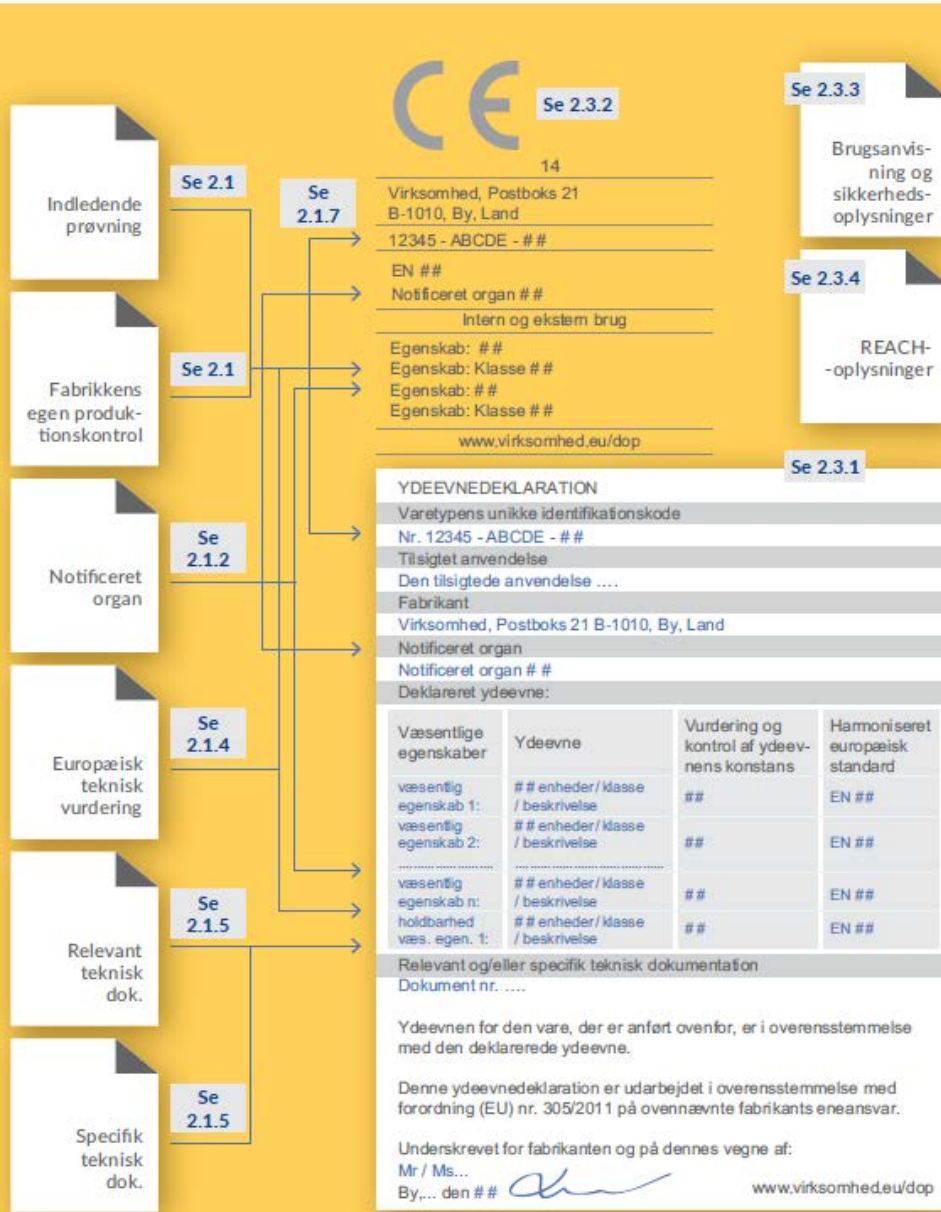 CE
Se 2.3.2
14
Virksomhed, Postboks 21
B-1010, By, Land
12345 - ABCDE - ##
EN ##
Notificeret organ ##
Intern og ekstern brug
Egenskab: ##
Egenskab: Klasse ##
Egenskab: ##
Egenskab: Klasse ##
www.virksomhed.eu/dop
Se 2.3.3
Brugsanvis-
ning og
sikkerheds-
oplysninger
Se 2.3.4
REACH-
-oplysninger
Indledende
prøvning
Se 2.1
Se
2.1.7
Fabrikkens
egen produk-
tionskontrol
Se 2.1
Notificeret
organ
Se
2.1.2
Europæisk
teknisk
vurdering
Se
2.1.4
Relevant
teknisk
dok.
Se
2.1.5
Specifik
teknisk
dok.
Se
2.1.5
Se 2.3.1
YDEEVNEDEKLARATION
Varetypens unikke identifikationskode
Nr. 12345 - ABCDE - ##
Tilsigtet anvendelse
Den tilsigtede anvendelse ....
Fabrikant
Virksomhed, Postboks 21 B-1010, By, Land
Notificeret organ
Notificeret organ ##
Deklareret ydeevne:
Væsentlige
egenskaber
Ydeevne
Vurdering og
kontrol af ydeev-
nens konstans
Harmoniseret
europæisk
standard
væsentlig
egenskab 1:
## enheder/klasse
/ beskrivelse
##
EN ##
væsentlig
egenskab 2:
## enheder/klasse
/ beskrivelse
##
EN ##
........................ ........................................
væsentlig
egenskab n:
## enheder/klasse
/ beskrivelse
##
EN ##
holdbarhed
væs. egen. 1:
## enheder/klasse
/ beskrivelse
##
EN ##
Relevant og/eller specifik teknisk dokumentation
Dokument nr. ....
Ydeevnen for den vare, der er anført ovenfor, er i overensstemmelse
med den deklarerede ydeevne.
Denne ydeevnedeklaration er udarbejdet i overensstemmelse med
forordning (EU) nr. 305/2011 på ovennævnte fabrikants eneansvar.
Underskrevet for fabrikanten og på dennes vegne af:
Mr / Ms...
By,... den ##
www.virksomhed.eu/dop